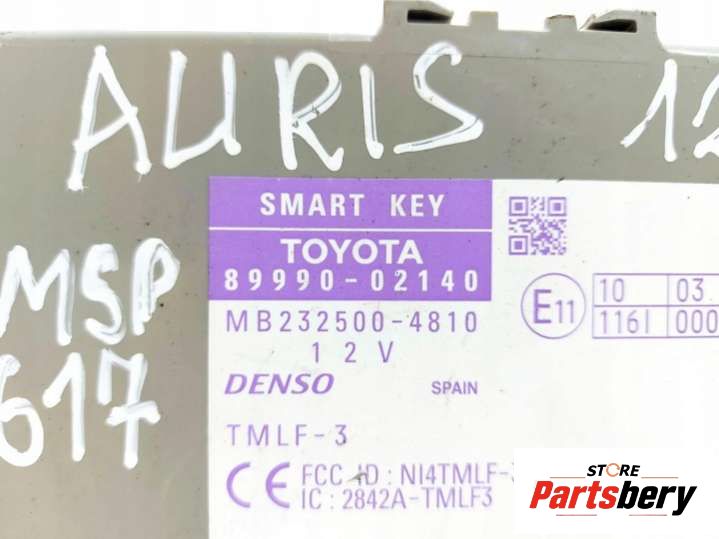 AURIS 12
MSP
617
SMART KEY
TOYOTA
89990-02140
MB232500-4810
12V
DENSO SPAIN
TMLF-3
CE FCC ID : NI4TMLF-
IC : 2842A-TMLF3
E11
10 03.
116I 000
STORE
Partsbery